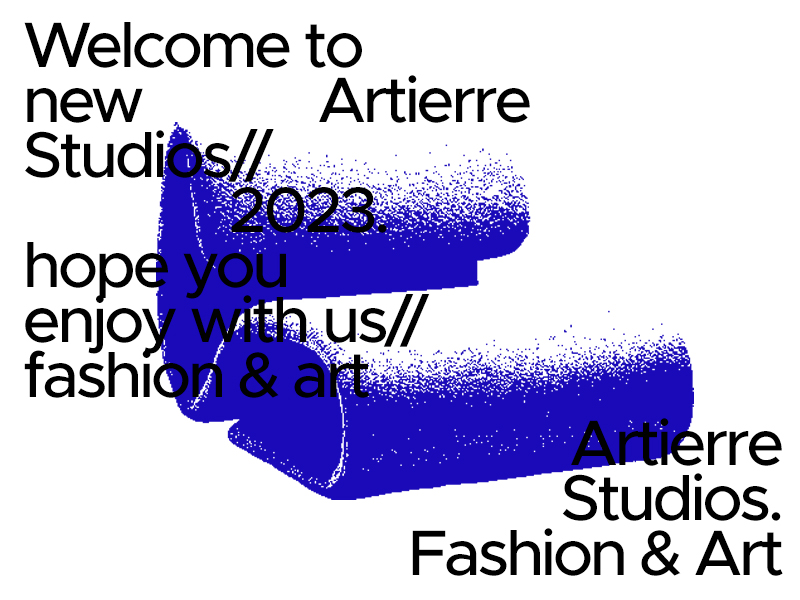 Welcome to
new Artierre
Studios//
2023.
hope you
enjoy with us//
fashion & art
Artierre
Studios.
Fashion & Art